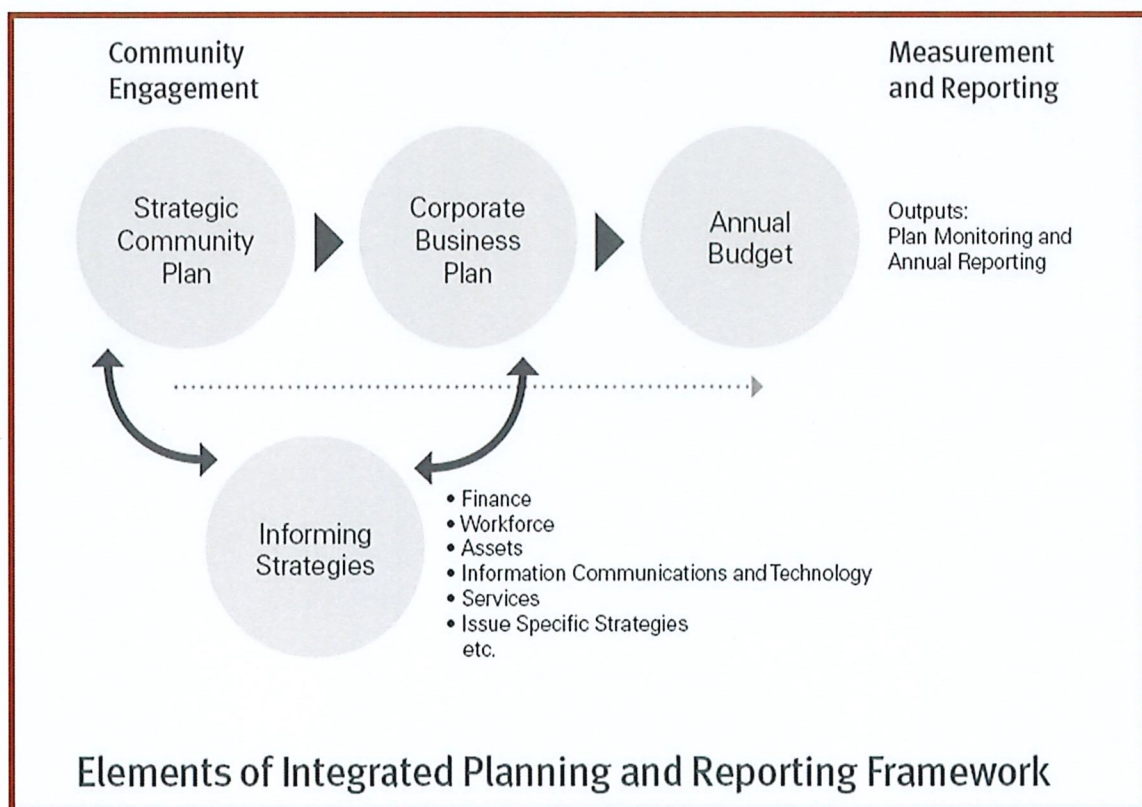 Community
Engagement
Measurement
and Reporting
Strategic
Community
Plan
Corporate
Business
Plan
Annual
Budget
Outputs:
Plan Monitoring and
Annual Reporting
Informing
Strategies
• Finance
• Workforce
• Assets
• Information Communications and Technology
• Services
• Issue Specific Strategies
etc.
Elements of Integrated Planning and Reporting Framework